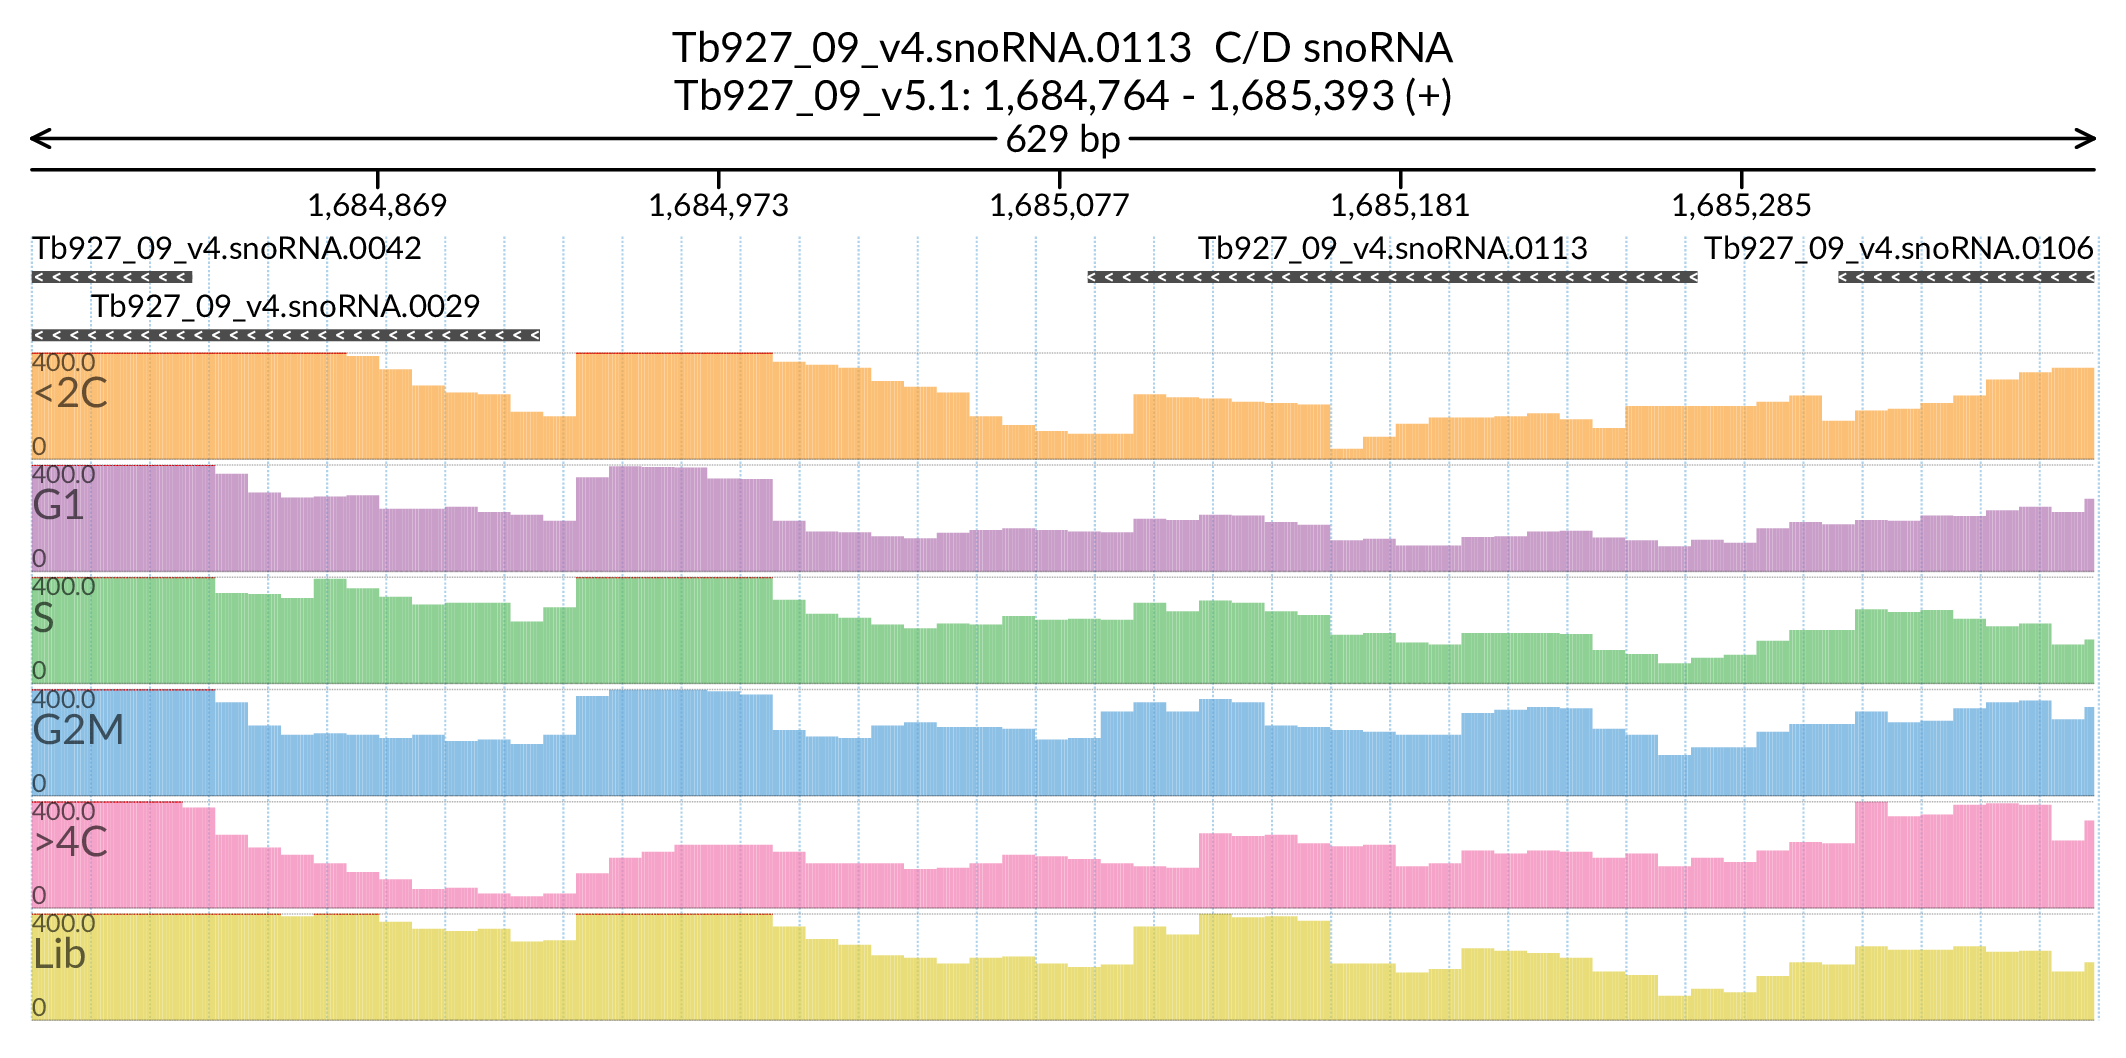 Tb927_09_v4.snoRNA.0113  C/D snoRNA
Tb927_09_v5.1: 1,684,764 - 1,685,393 (+)
629 bp
1,684,869 1,684,973 1,685,077 1,685,181 1,685,285
Tb927_09_v4.snoRNA.0042 Tb927_09_v4.snoRNA.0113 Tb927_09_v4.snoRNA.0106
Tb927_09_v4.snoRNA.0029
400.0
<2C
0
400.0
G1
0
400.0
S
0
400.0
G2M
0
400.0
>4C
0
400.0
Lib
0